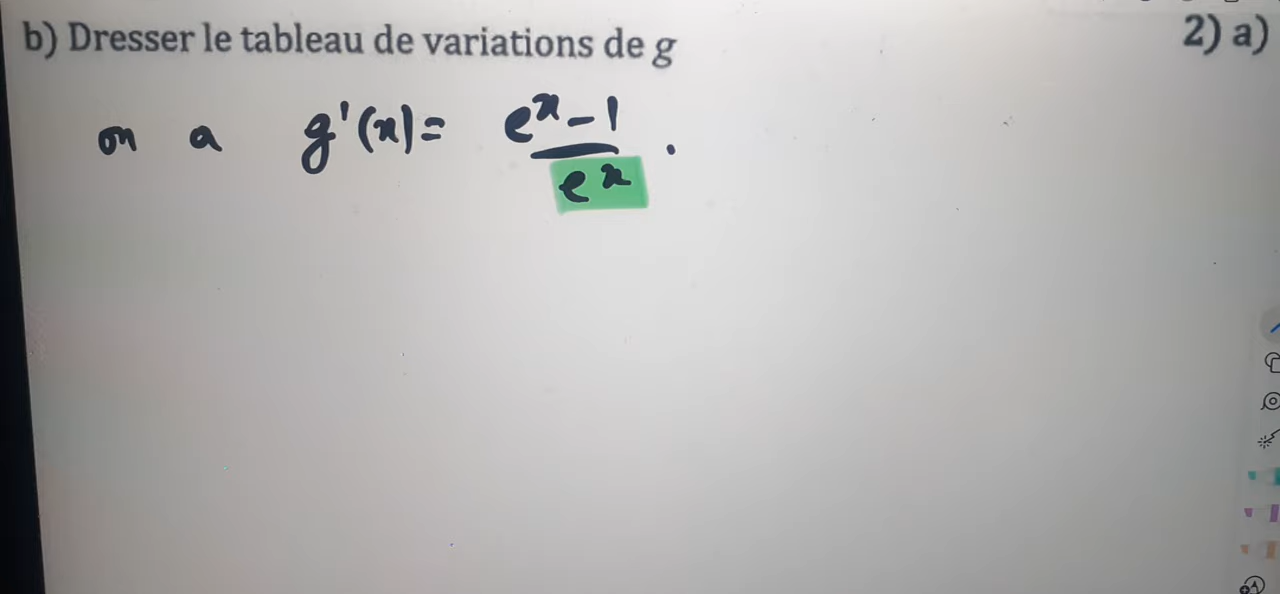 b) Dresser le tableau de variations de g
2) a)
on a g'(x) = e^x - 1 / e^x .